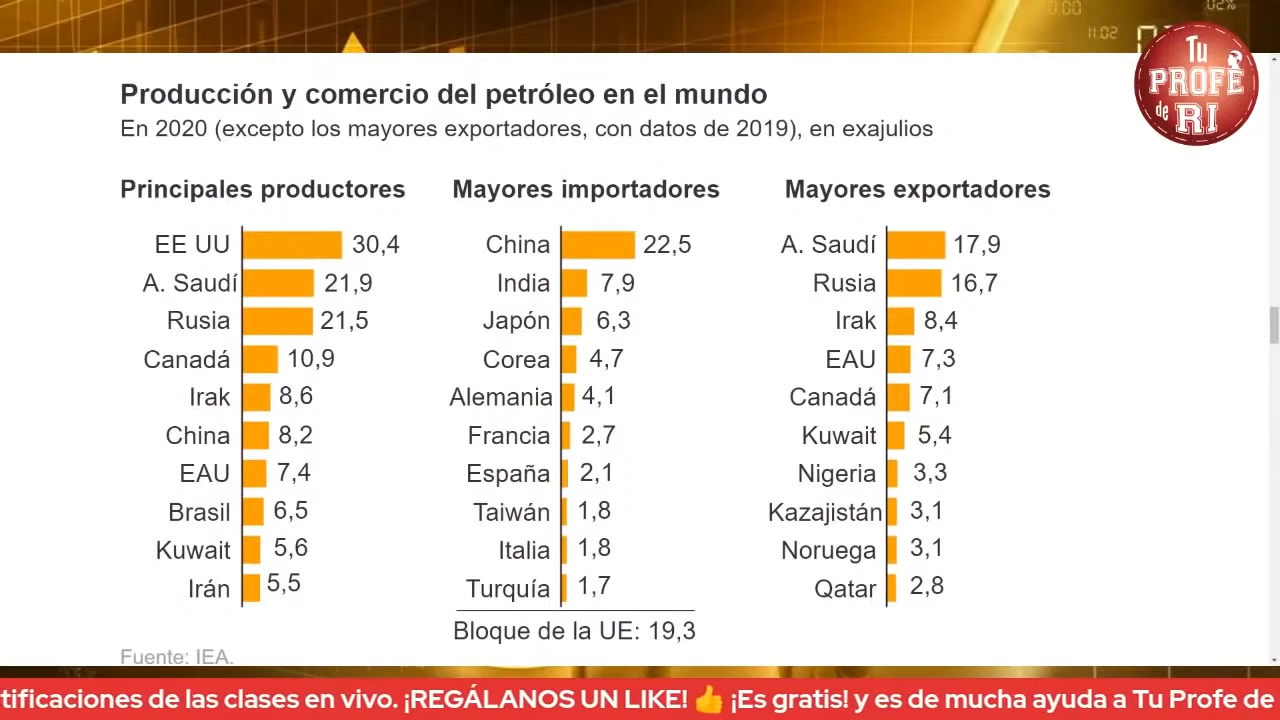 0.00
02%
11.02
Tu
PROFE
de RI
Producción y comercio del petróleo en el mundo
En 2020 (excepto los mayores exportadores, con datos de 2019), en exajulios
Principales productores
EE UU 30,4
A. Saudí 21,9
Rusia 21,5
Canadá 10,9
Irak 8,6
China 8,2
EAU 7,4
Brasil 6,5
Kuwait 5,6
Irán 5,5
Mayores importadores
China 22,5
India 7,9
Japón 6,3
Corea 4,7
Alemania 4,1
Francia 2,7
España 2,1
Taiwán 1,8
Italia 1,8
Turquía 1,7
Bloque de la UE: 19,3
Mayores exportadores
A. Saudí 17,9
Rusia 16,7
Irak 8,4
EAU 7,3
Canadá 7,1
Kuwait 5,4
Nigeria 3,3
Kazajistán 3,1
Noruega 3,1
Qatar 2,8
Fuente: IEA.
tificaciones de las clases en vivo. ¡REGÁLANOS UN LIKE! 👍 ¡Es gratis! y es de mucha ayuda a Tu Profe de